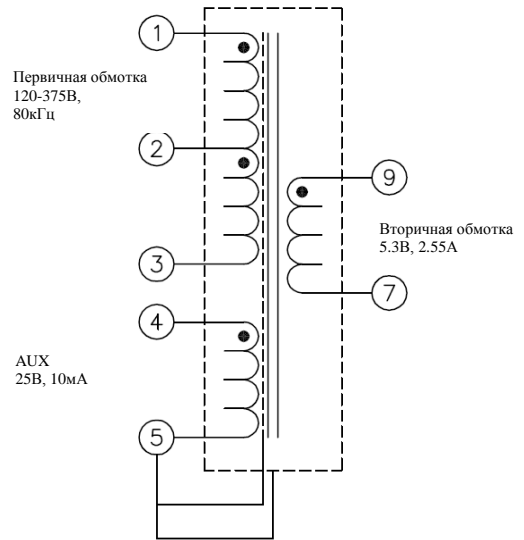 1
Первичная обмотка
120-375В,
80кГц
2
9
Вторичная обмотка
5.3В, 2.55А
3
7
4
AUX
25В, 10мА
5